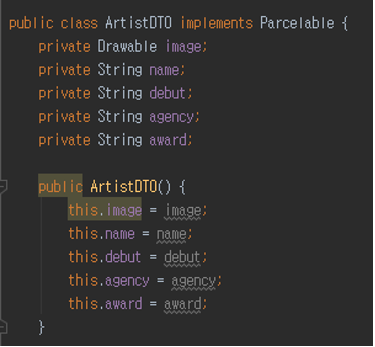 public class ArtistDTO implements Parcelable {
private Drawable image;
private String name;
private String debut;
private String agency;
private String award;
public ArtistDTO() {
this.image = image;
this.name = name;
this.debut = debut;
this.agency = agency;
this.award = award;
}